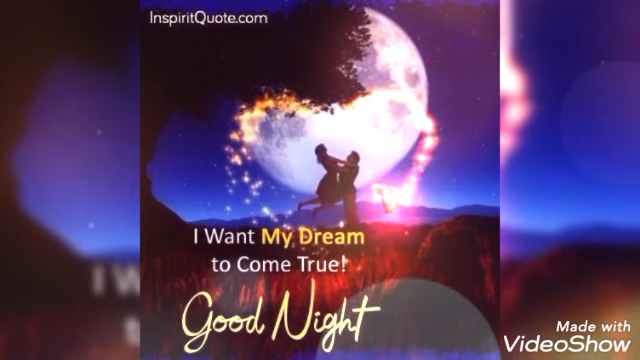 InspiritQuote.com
I Want My Dream
to Come True!
Good Night
Made with
VideoShow